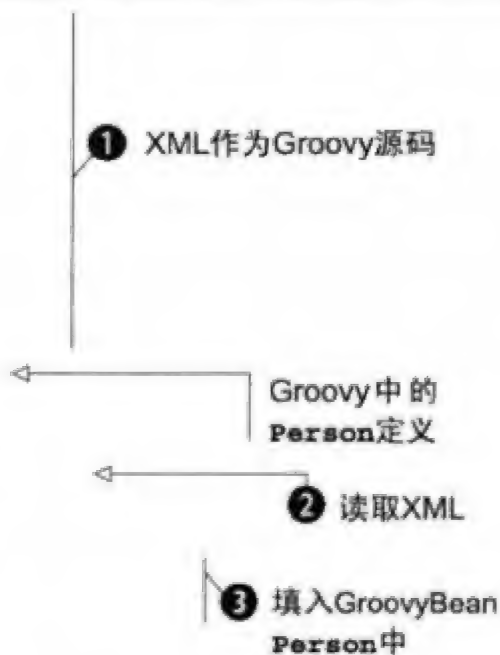 ❶ XML作为Groovy源码
Groovy中的
Person定义
❷ 读取XML
❸ 填入GroovyBean
Person中